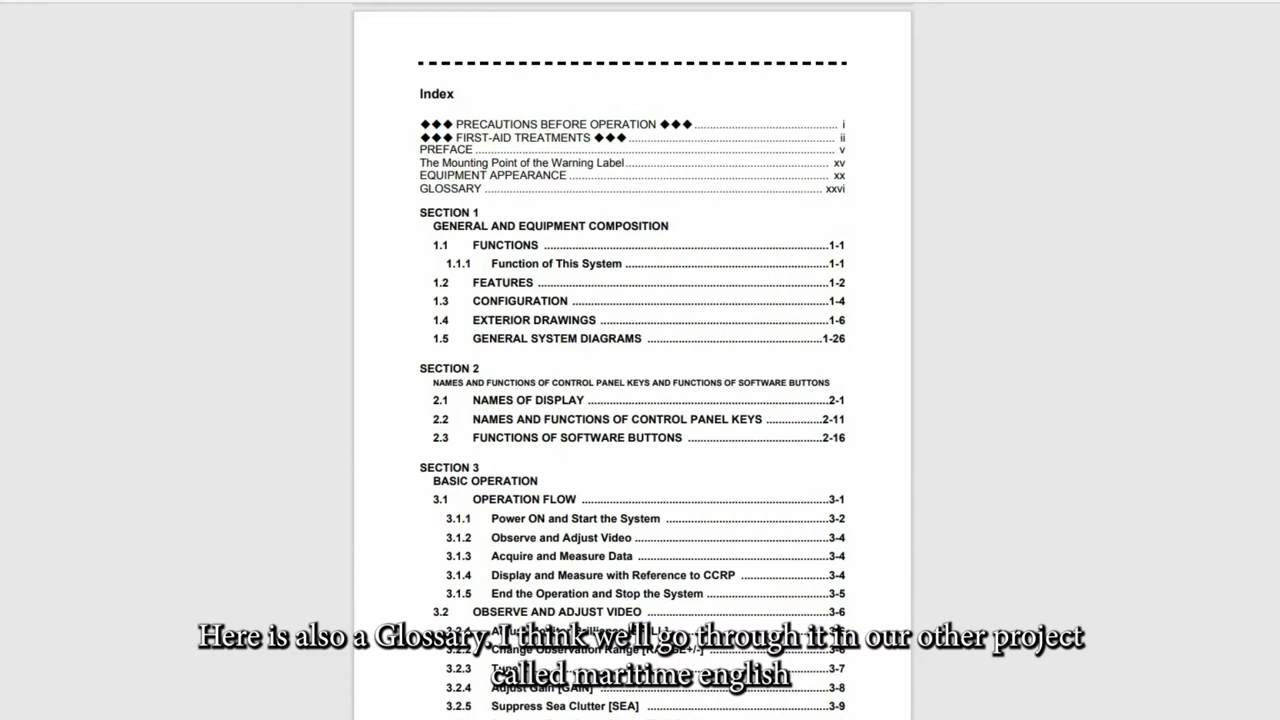 Index
◆◆◆ PRECAUTIONS BEFORE OPERATION ◆◆◆ i
◆◆◆ FIRST-AID TREATMENTS ◆◆◆ ii
PREFACE v
The Mounting Point of the Warning Label xv
EQUIPMENT APPEARANCE xx
GLOSSARY xxvi
SECTION 1
GENERAL AND EQUIPMENT COMPOSITION
1.1 FUNCTIONS 1-1
1.1.1 Function of This System 1-1
1.2 FEATURES 1-2
1.3 CONFIGURATION 1-4
1.4 EXTERIOR DRAWINGS 1-6
1.5 GENERAL SYSTEM DIAGRAMS 1-26
SECTION 2
NAMES AND FUNCTIONS OF CONTROL PANEL KEYS AND FUNCTIONS OF SOFTWARE BUTTONS
2.1 NAMES OF DISPLAY 2-1
2.2 NAMES AND FUNCTIONS OF CONTROL PANEL KEYS 2-11
2.3 FUNCTIONS OF SOFTWARE BUTTONS 2-16
SECTION 3
BASIC OPERATION
3.1 OPERATION FLOW 3-1
3.1.1 Power ON and Start the System 3-2
3.1.2 Observe and Adjust Video 3-4
3.1.3 Acquire and Measure Data 3-4
3.1.4 Display and Measure with Reference to CCRP 3-4
3.1.5 End the Operation and Stop the System 3-5
3.2 OBSERVE AND ADJUST VIDEO 3-6
Here is also a Glossary. I think we'll go through it in our other project
called maritime english
3.2.2 Change Observation Range [RANGE+/-] 3-6
3.2.3 3-7
3.2.4 Adjust Gain [GAIN] 3-8
3.2.5 Suppress Sea Clutter [SEA] 3-9